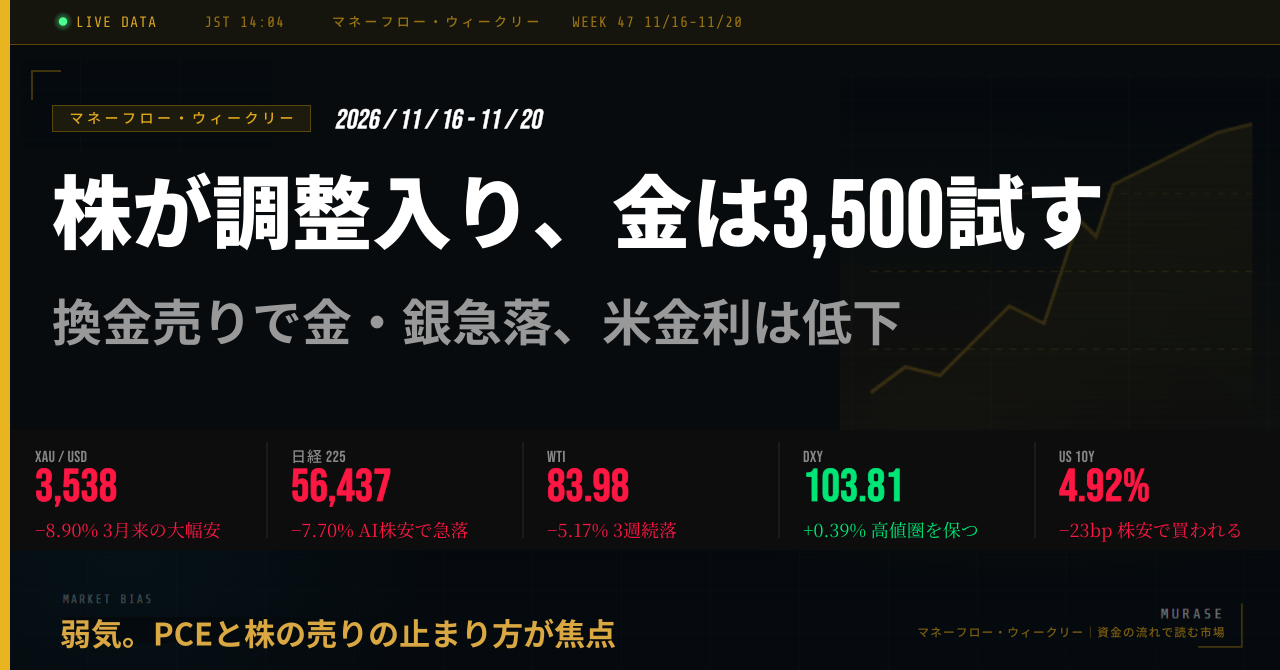 LIVE DATA JST 14:04 マネーフロー・ウィークリー WEEK 47 11/16-11/20
マネーフロー・ウィークリー 2026 / 11 / 16 - 11 / 20
株が調整入り、金は3,500試す
換金売りで金・銀急落、米金利は低下
XAU / USD
3,538
−8.90% 3月来の大幅安
日経 225
56,437
−7.70% AI株安で急落
WTI
83.98
−5.17% 3週続落
DXY
103.81
+0.39% 高値圏を保つ
US 10Y
4.92%
−23bp 株安で買われる
MARKET BIAS
弱気。PCEと株の売りの止まり方が焦点
MURASE
マネーフロー・ウィークリー｜資金の流れで読む市場